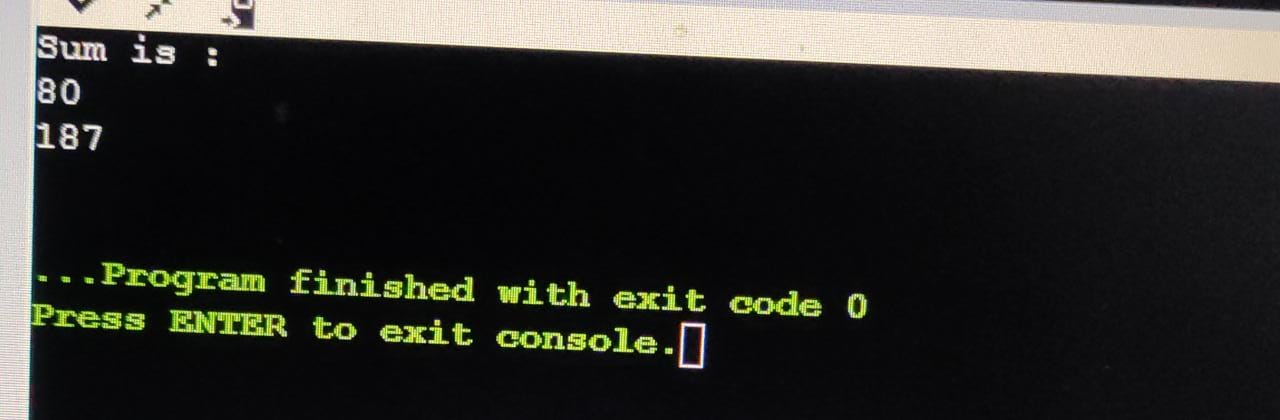 Sum is :
80
187
...Program finished with exit code 0
Press ENTER to exit console.